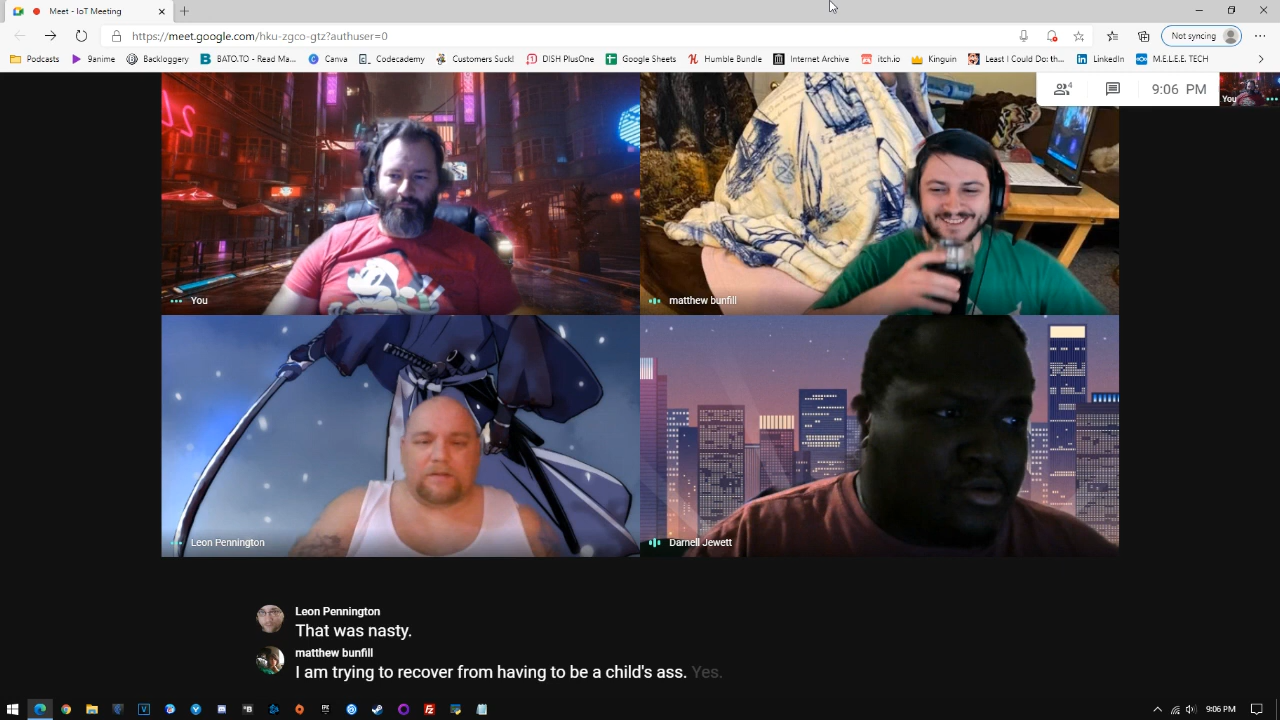 Meet - IoT Meeting
https://meet.google.com/hku-zgco-gtz?authuser=0
Not syncing
Podcasts
9anime
Backloggery
BATO.TO - Read Ma...
CBR
Codecademy
Customers Suck!
DISH PlusOne
Google Sheets
Humble Bundle
Internet Archive
itch.io
Kinguin
Least I Could Do: th...
LinkedIn
M.E.L.E.E. TECH
4
9:06 PM
You
You
matthew bunfill
Leon Pennington
Darnell Jewett
Leon Pennington
That was nasty.
matthew bunfill
I am trying to recover from having to be a child's ass. Yes.
9:06 PM